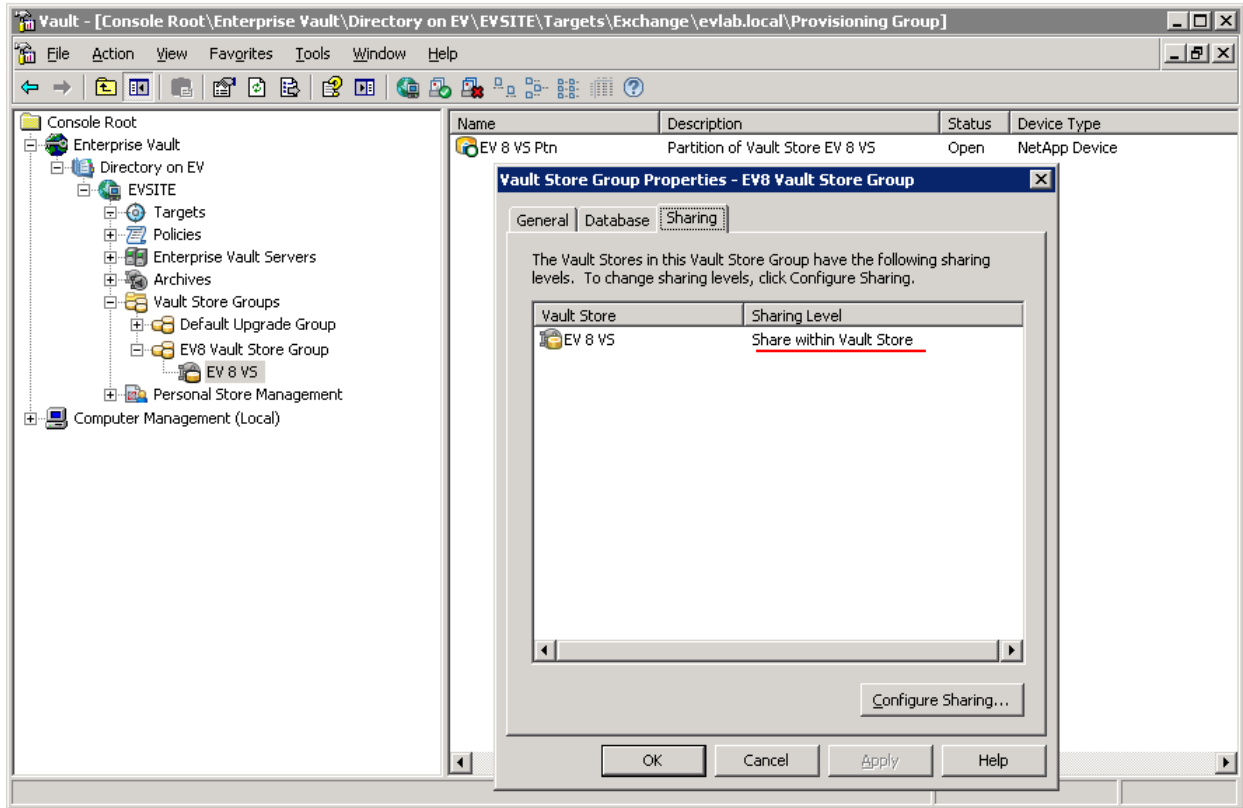 Vault - [Console Root\Enterprise Vault\Directory on EV\EVSITE\Targets\Exchange\evlab.local\Provisioning Group]
File Action View Favorites Tools Window Help
Console Root
Enterprise Vault
Directory on EV
EVSITE
Targets
Policies
Enterprise Vault Servers
Archives
Vault Store Groups
Default Upgrade Group
EV8 Vault Store Group
EV 8 VS
Personal Store Management
Computer Management (Local)
Name Description Status Device Type
EV 8 VS Ptn Partition of Vault Store EV 8 VS Open NetApp Device
Vault Store Group Properties - EV8 Vault Store Group
General Database Sharing
The Vault Stores in this Vault Store Group have the following sharing
levels. To change sharing levels, click Configure Sharing.
Vault Store Sharing Level
EV 8 VS Share within Vault Store
Configure Sharing...
OK Cancel Apply Help